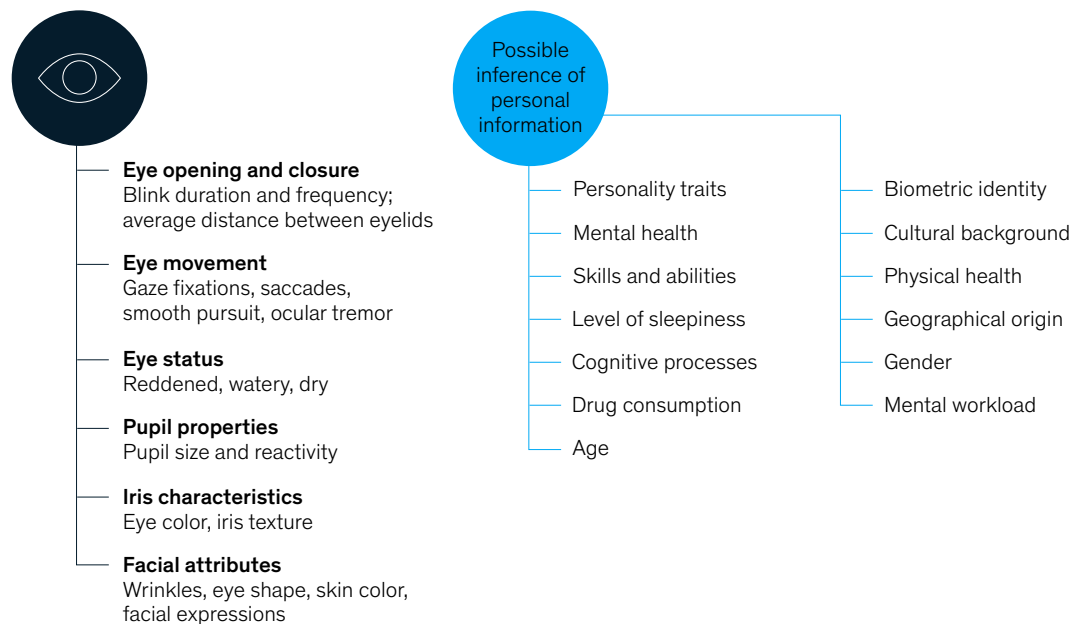 Eye opening and closure
Blink duration and frequency;
average distance between eyelids
Eye movement
Gaze fixations, saccades,
smooth pursuit, ocular tremor
Eye status
Reddened, watery, dry
Pupil properties
Pupil size and reactivity
Iris characteristics
Eye color, iris texture
Facial attributes
Wrinkles, eye shape, skin color,
facial expressions
Possible
inference of
personal
information
Personality traits
Mental health
Skills and abilities
Level of sleepiness
Cognitive processes
Drug consumption
Age
Biometric identity
Cultural background
Physical health
Geographical origin
Gender
Mental workload